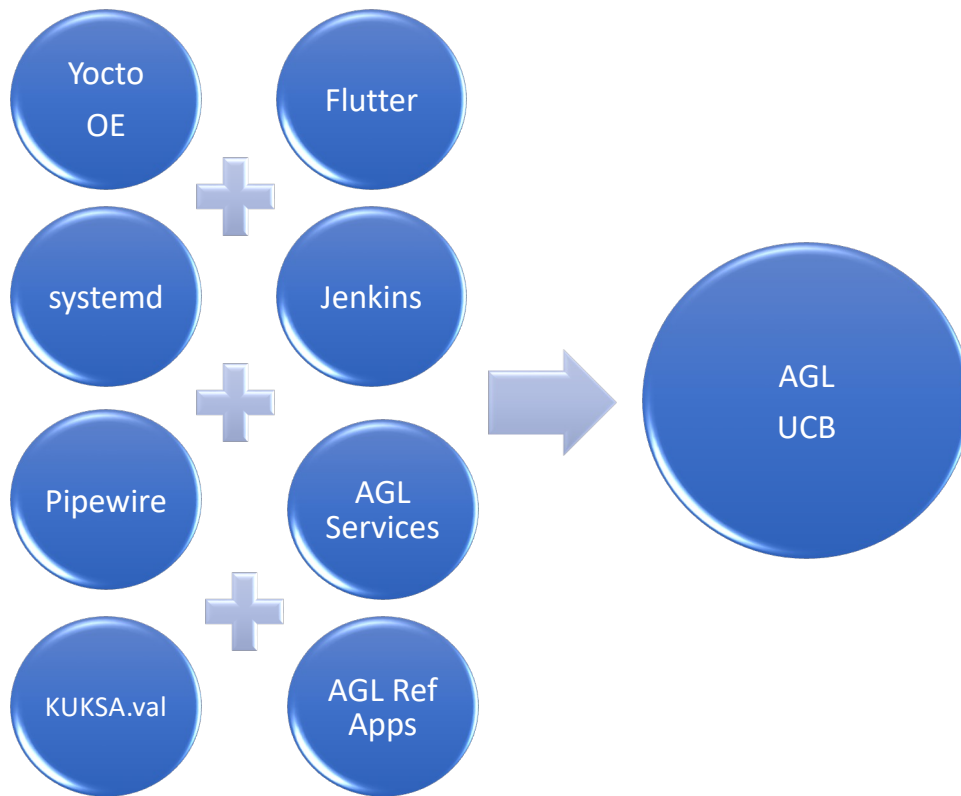 Yocto
OE
Flutter
systemd
Jenkins
Pipewire
AGL
Services
KUKSA.val
AGL Ref
Apps
AGL
UCB